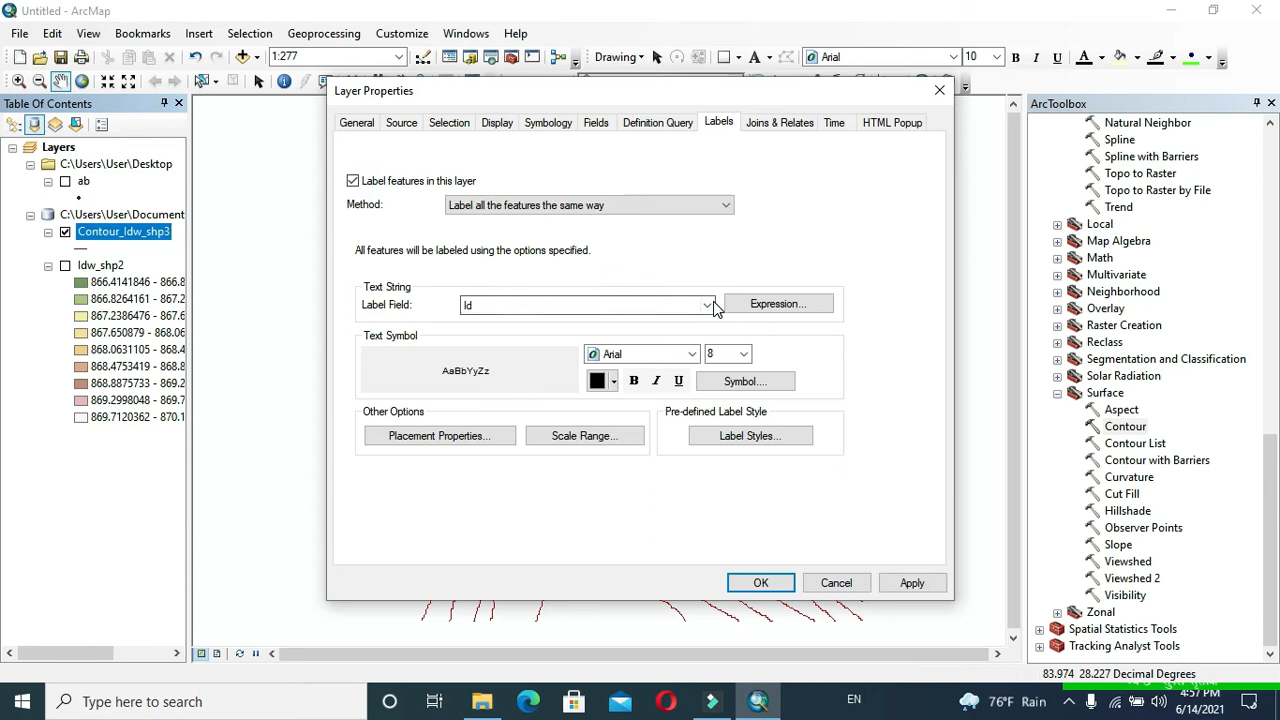 Untitled - ArcMap
File Edit View Bookmarks Insert Selection Geoprocessing Customize Windows Help
1:277
Drawing
Arial
10
B I U
A
Table Of Contents
Layers
C:\Users\User\Desktop
ab
C:\Users\User\Document
Contour_Idw_shp3
Idw_shp2
866.4141846 - 866.8
866.8264161 - 867.2
867.2386476 - 867.6
867.650879 - 868.06
868.0631105 - 868.4
868.4753419 - 868.8
868.8875733 - 869.2
869.2998048 - 869.7
869.7120362 - 870.1
Layer Properties
General Source Selection Display Symbology Fields Definition Query Labels Joins & Relates Time HTML Popup
Label features in this layer
Method: Label all the features the same way
All features will be labeled using the options specified.
Text String
Label Field: Id Expression...
Text Symbol
AaBbYyZz
Arial 8
B I U Symbol....
Other Options
Placement Properties... Scale Range...
Pre-defined Label Style
Label Styles...
OK Cancel Apply
ArcToolbox
Natural Neighbor
Spline
Spline with Barriers
Topo to Raster
Topo to Raster by File
Trend
Local
Map Algebra
Math
Multivariate
Neighborhood
Overlay
Raster Creation
Reclass
Segmentation and Classification
Solar Radiation
Surface
Aspect
Contour
Contour List
Contour with Barriers
Curvature
Cut Fill
Hillshade
Observer Points
Slope
Viewshed
Viewshed 2
Visibility
Zonal
Spatial Statistics Tools
Tracking Analyst Tools
83.974 28.227 Decimal Degrees
Type here to search
EN
76°F Rain
4:57 PM
6/14/2021